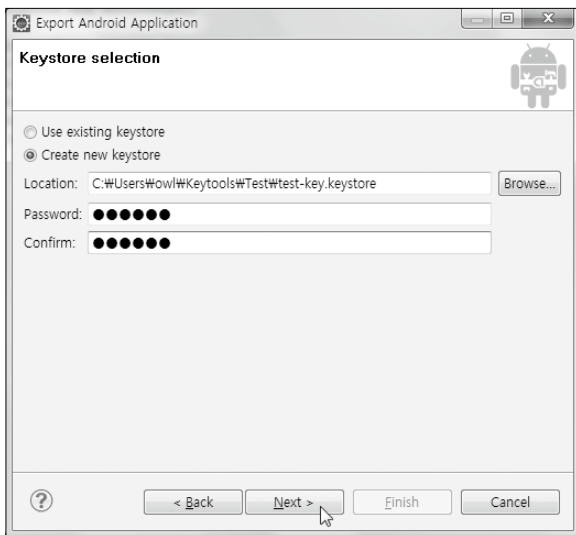 Export Android Application
Keystore selection
Use existing keystore
Create new keystore
Location: C:₩Users₩owl₩Keytools₩Test₩test-key.keystore Browse...
Password: ●●●●●●
Confirm: ●●●●●●
? < Back Next > Finish Cancel